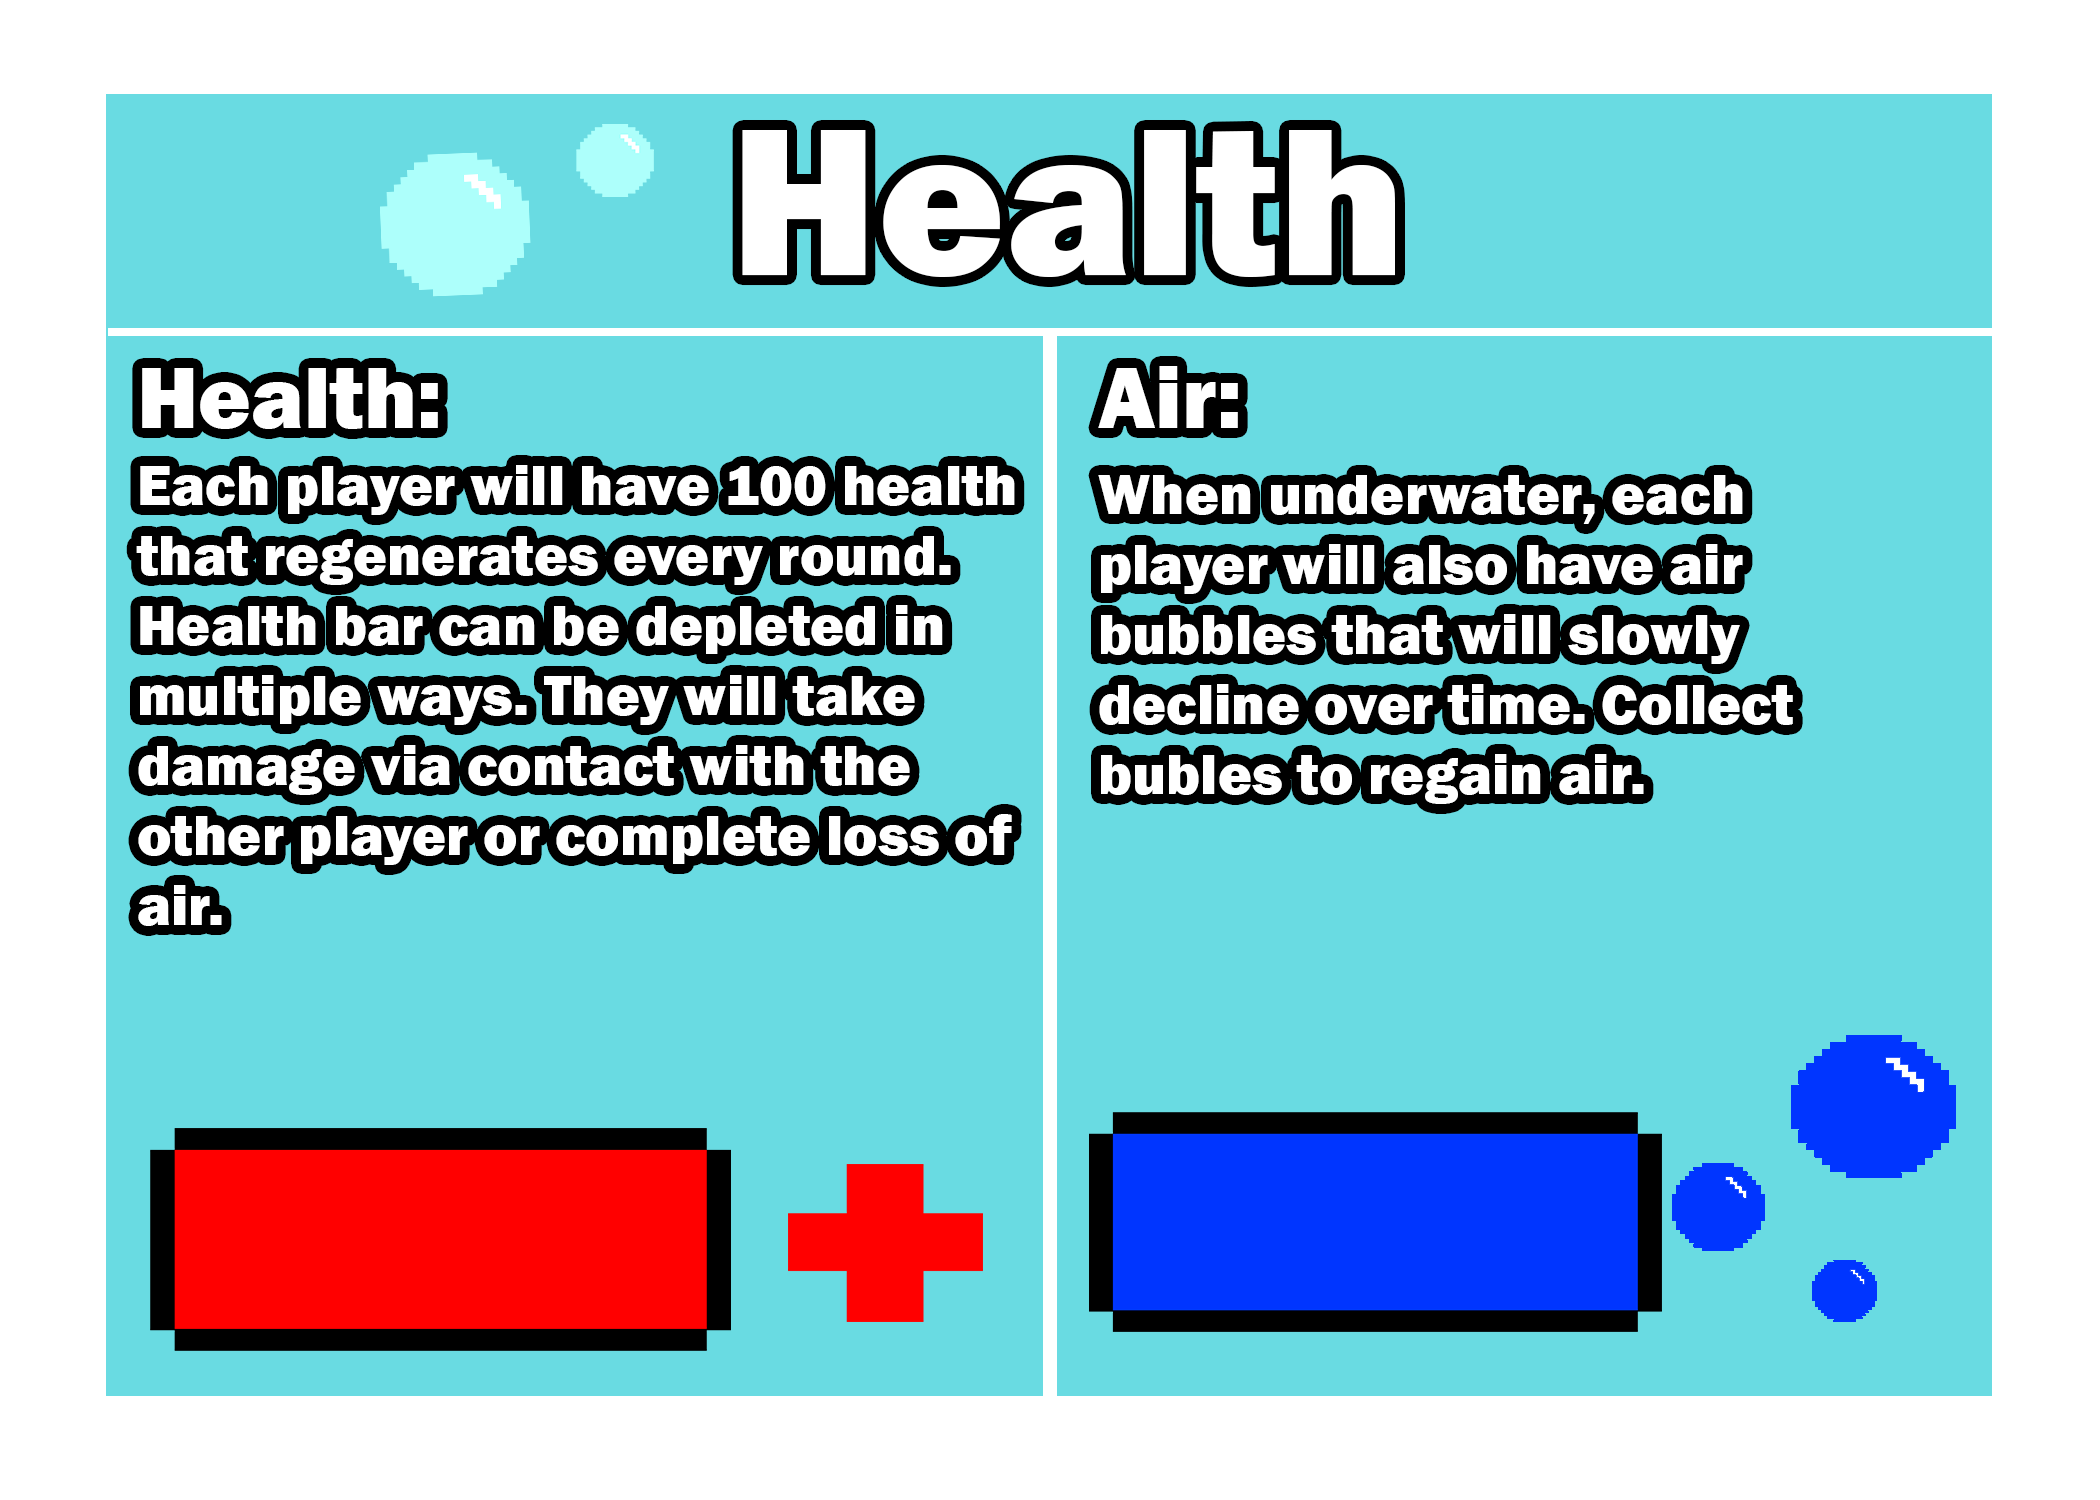 Health
Health:
Each player will have 100 health
that regenerates every round.
Health bar can be depleted in
multiple ways. They will take
damage via contact with the
other player or complete loss of
air.
Air:
When underwater, each
player will also have air
bubbles that will slowly
decline over time. Collect
bubles to regain air.